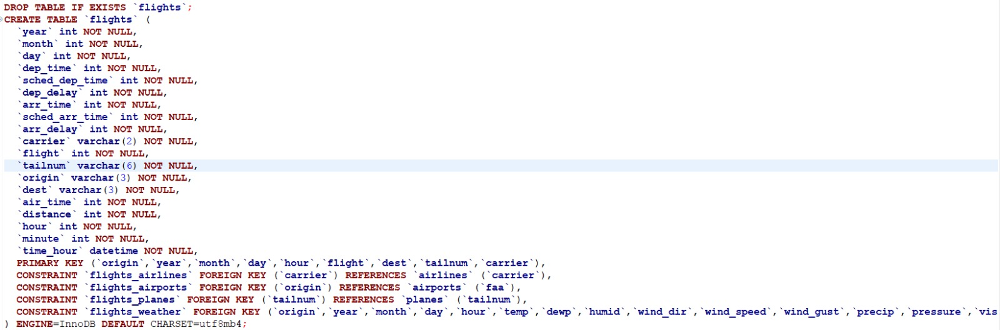 DROP TABLE IF EXISTS `flights`;
CREATE TABLE `flights` (
`year` int NOT NULL,
`month` int NOT NULL,
`day` int NOT NULL,
`dep_time` int NOT NULL,
`sched_dep_time` int NOT NULL,
`dep_delay` int NOT NULL,
`arr_time` int NOT NULL,
`sched_arr_time` int NOT NULL,
`arr_delay` int NOT NULL,
`carrier` varchar(2) NOT NULL,
`flight` int NOT NULL,
`tailnum` varchar(6) NOT NULL,
`origin` varchar(3) NOT NULL,
`dest` varchar(3) NOT NULL,
`air_time` int NOT NULL,
`distance` int NOT NULL,
`hour` int NOT NULL,
`minute` int NOT NULL,
`time_hour` datetime NOT NULL,
PRIMARY KEY (`origin`,`year`,`month`,`day`,`hour`,`flight`,`dest`,`tailnum`,`carrier`),
CONSTRAINT `flights_airlines` FOREIGN KEY (`carrier`) REFERENCES `airlines` (`carrier`),
CONSTRAINT `flights_airports` FOREIGN KEY (`origin`) REFERENCES `airports` (`faa`),
CONSTRAINT `flights_planes` FOREIGN KEY (`tailnum`) REFERENCES `planes` (`tailnum`),
CONSTRAINT `flights_weather` FOREIGN KEY (`origin`,`year`,`month`,`day`,`hour`,`temp`,`dewp`,`humid`,`wind_dir`,`wind_speed`,`wind_gust`,`precip`,`pressure`,`vis
) ENGINE=InnoDB DEFAULT CHARSET=utf8mb4;